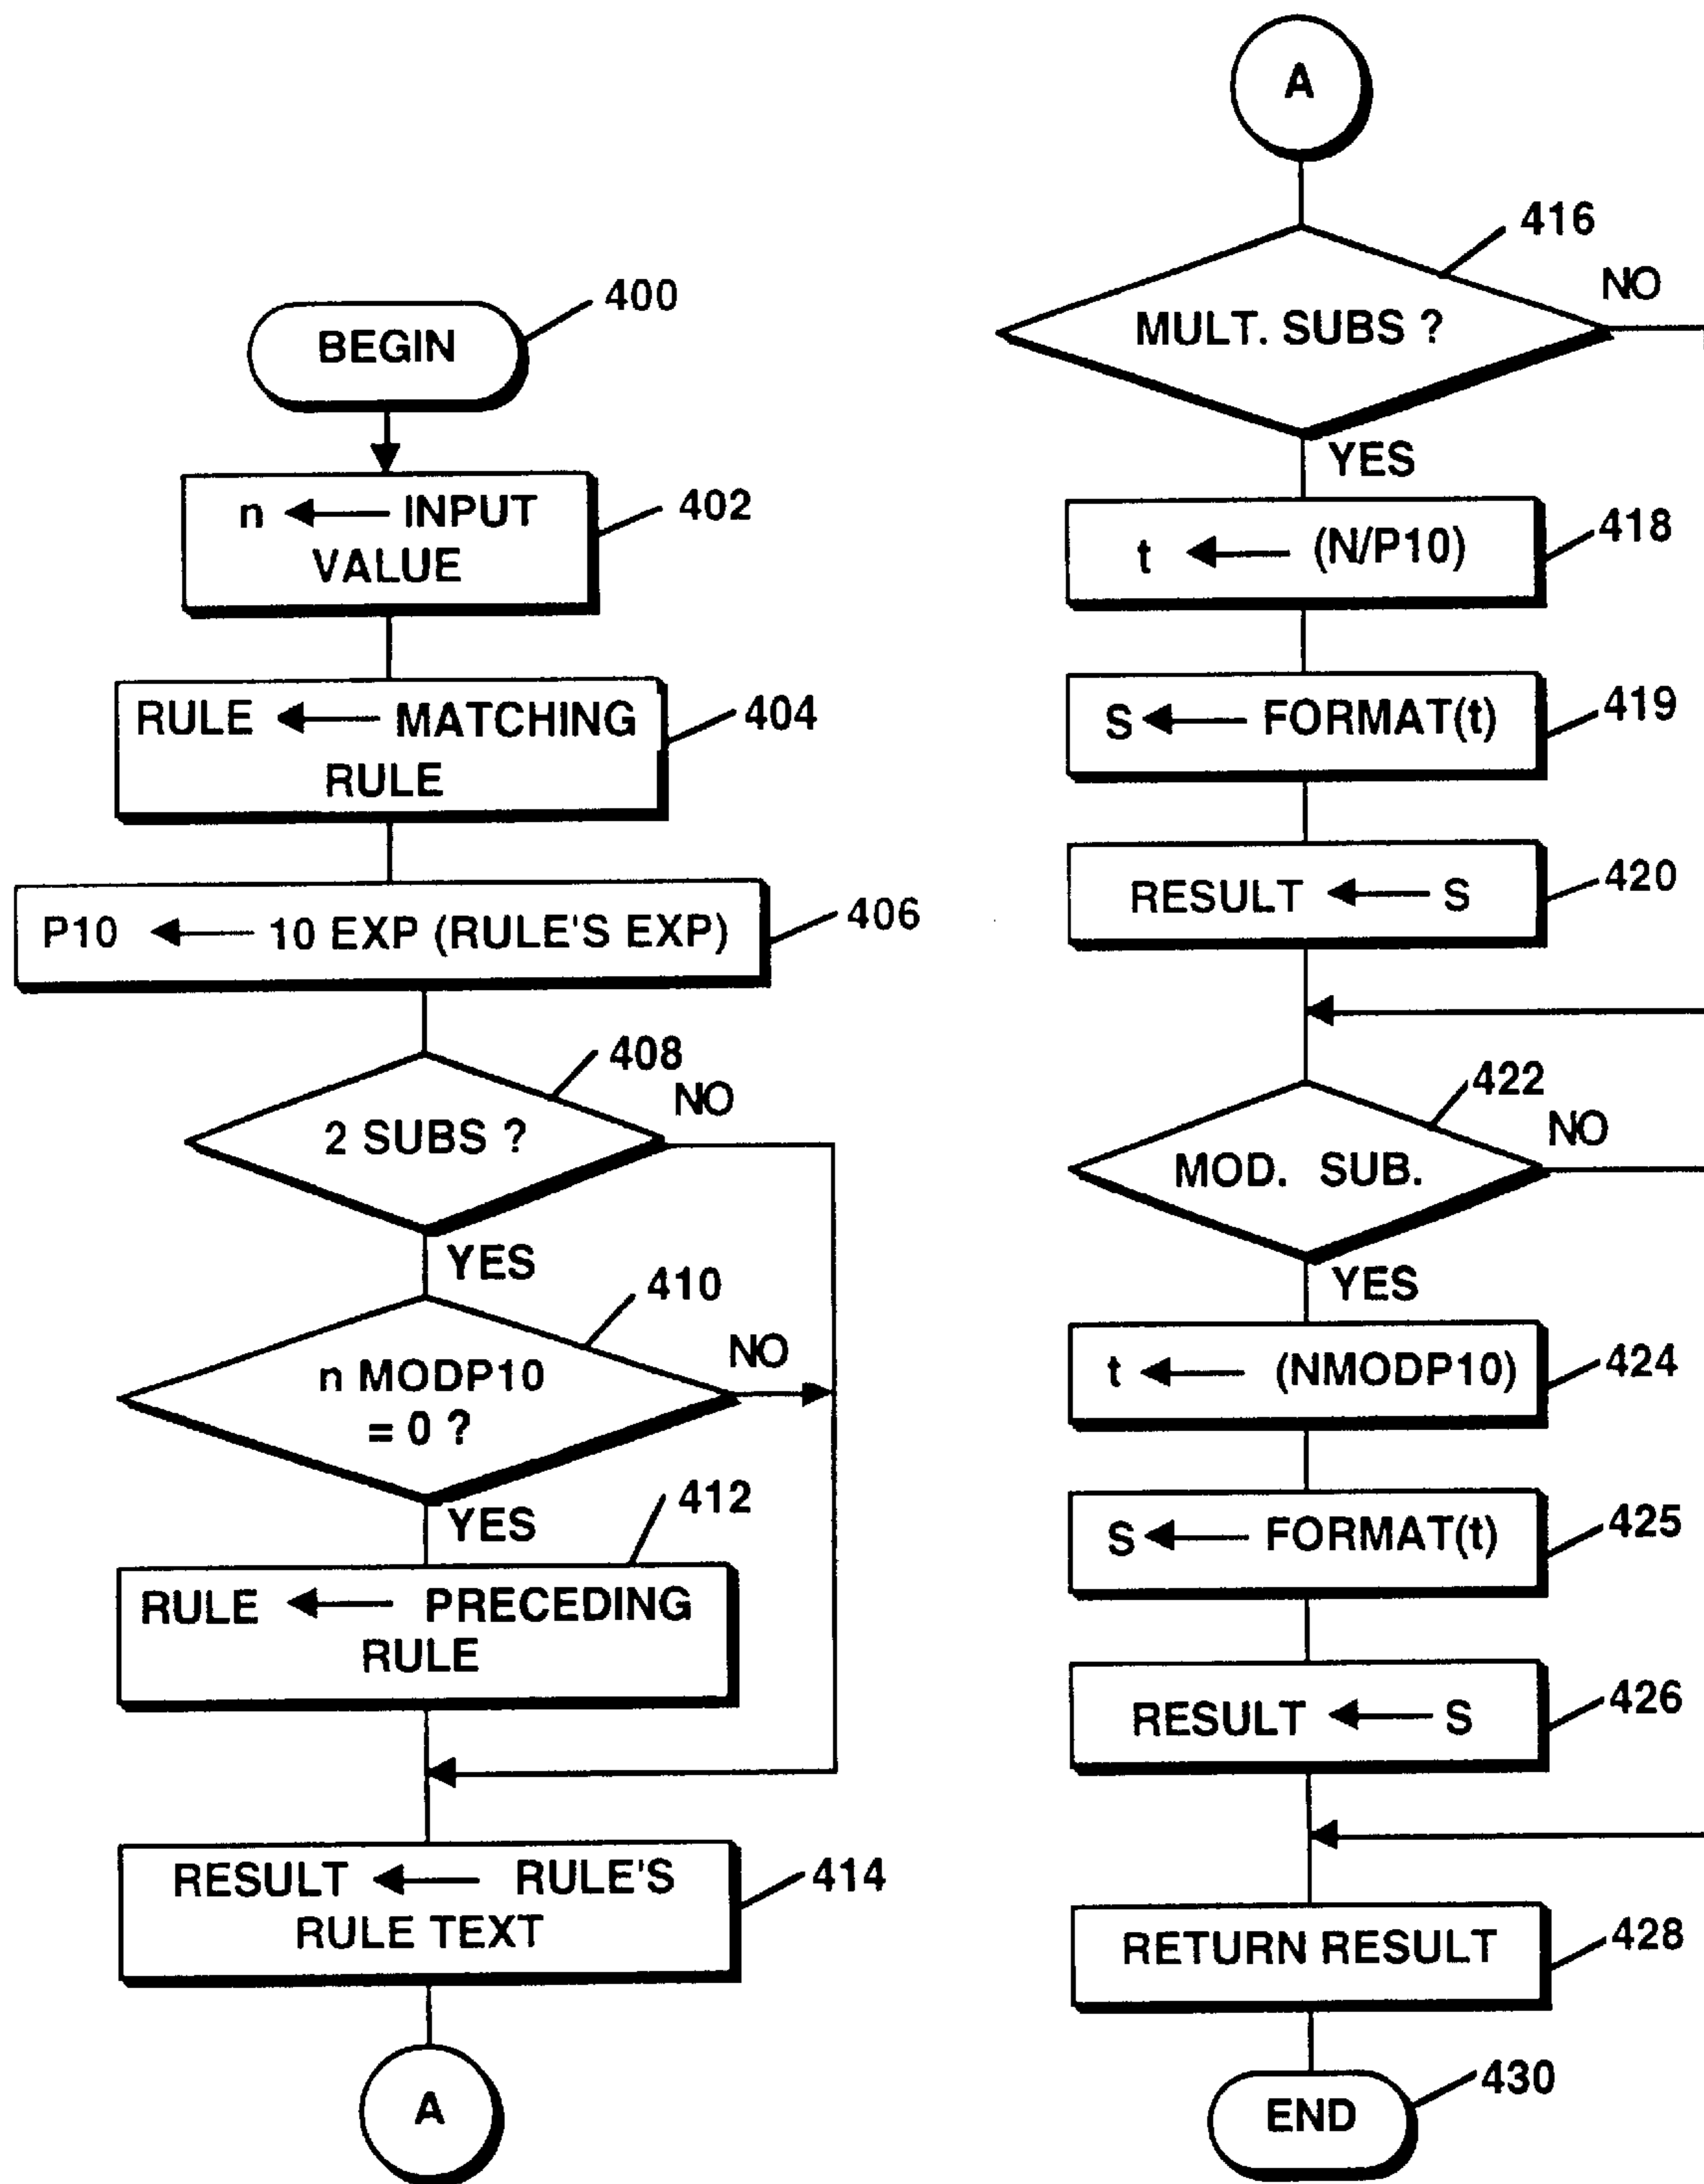 BEGIN
400
n ← INPUT
VALUE
402
RULE ← MATCHING
RULE
404
P10 ← 10 EXP (RULE'S EXP)
406
2 SUBS ?
408
NO
YES
n MODP10
= 0 ?
410
NO
YES
RULE ← PRECEDING
RULE
412
RESULT ← RULE'S
RULE TEXT
414
A
A
MULT. SUBS ?
416
NO
YES
t ← (N/P10)
418
S ← FORMAT(t)
419
RESULT ← S
420
MOD. SUB.
422
NO
YES
t ← (NMODP10)
424
S ← FORMAT(t)
425
RESULT ← S
426
RETURN RESULT
428
END
430